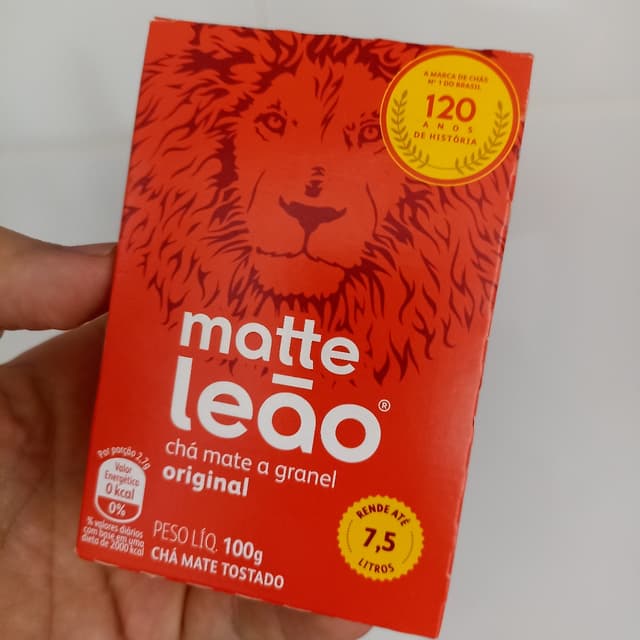 A MARCA DE CHÁS
Nº 1 DO BRASIL
120
ANOS
DE HISTÓRIA
matte
leão®
chá mate a granel
original
Por porção 2,7g
Valor
Energético
0 kcal
0%
% valores diários
com base em uma
dieta de 2000 kcal
PESO LÍQ. 100g
CHÁ MATE TOSTADO
RENDE ATÉ
7,5
LITROS